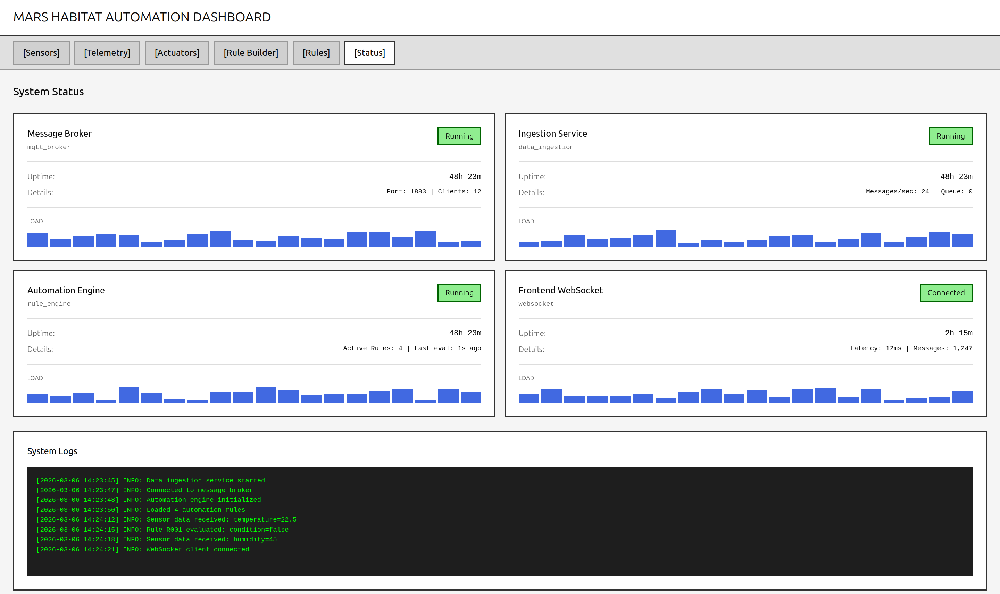 MARS HABITAT AUTOMATION DASHBOARD
[Sensors] [Telemetry] [Actuators] [Rule Builder] [Rules] [Status]
System Status
Message Broker
Running
mqtt_broker
Uptime: 48h 23m
Details: Port: 1883 | Clients: 12
LOAD
Ingestion Service
Running
data_ingestion
Uptime: 48h 23m
Details: Messages/sec: 24 | Queue: 0
LOAD
Automation Engine
Running
rule_engine
Uptime: 48h 23m
Details: Active Rules: 4 | Last eval: 1s ago
LOAD
Frontend WebSocket
Connected
websocket
Uptime: 2h 15m
Details: Latency: 12ms | Messages: 1,247
LOAD
System Logs
[2026-03-06 14:23:45] INFO: Data ingestion service started
[2026-03-06 14:23:47] INFO: Connected to message broker
[2026-03-06 14:23:48] INFO: Automation engine initialized
[2026-03-06 14:23:50] INFO: Loaded 4 automation rules
[2026-03-06 14:24:12] INFO: Sensor data received: temperature=22.5
[2026-03-06 14:24:15] INFO: Rule R001 evaluated: condition=false
[2026-03-06 14:24:18] INFO: Sensor data received: humidity=45
[2026-03-06 14:24:21] INFO: WebSocket client connected